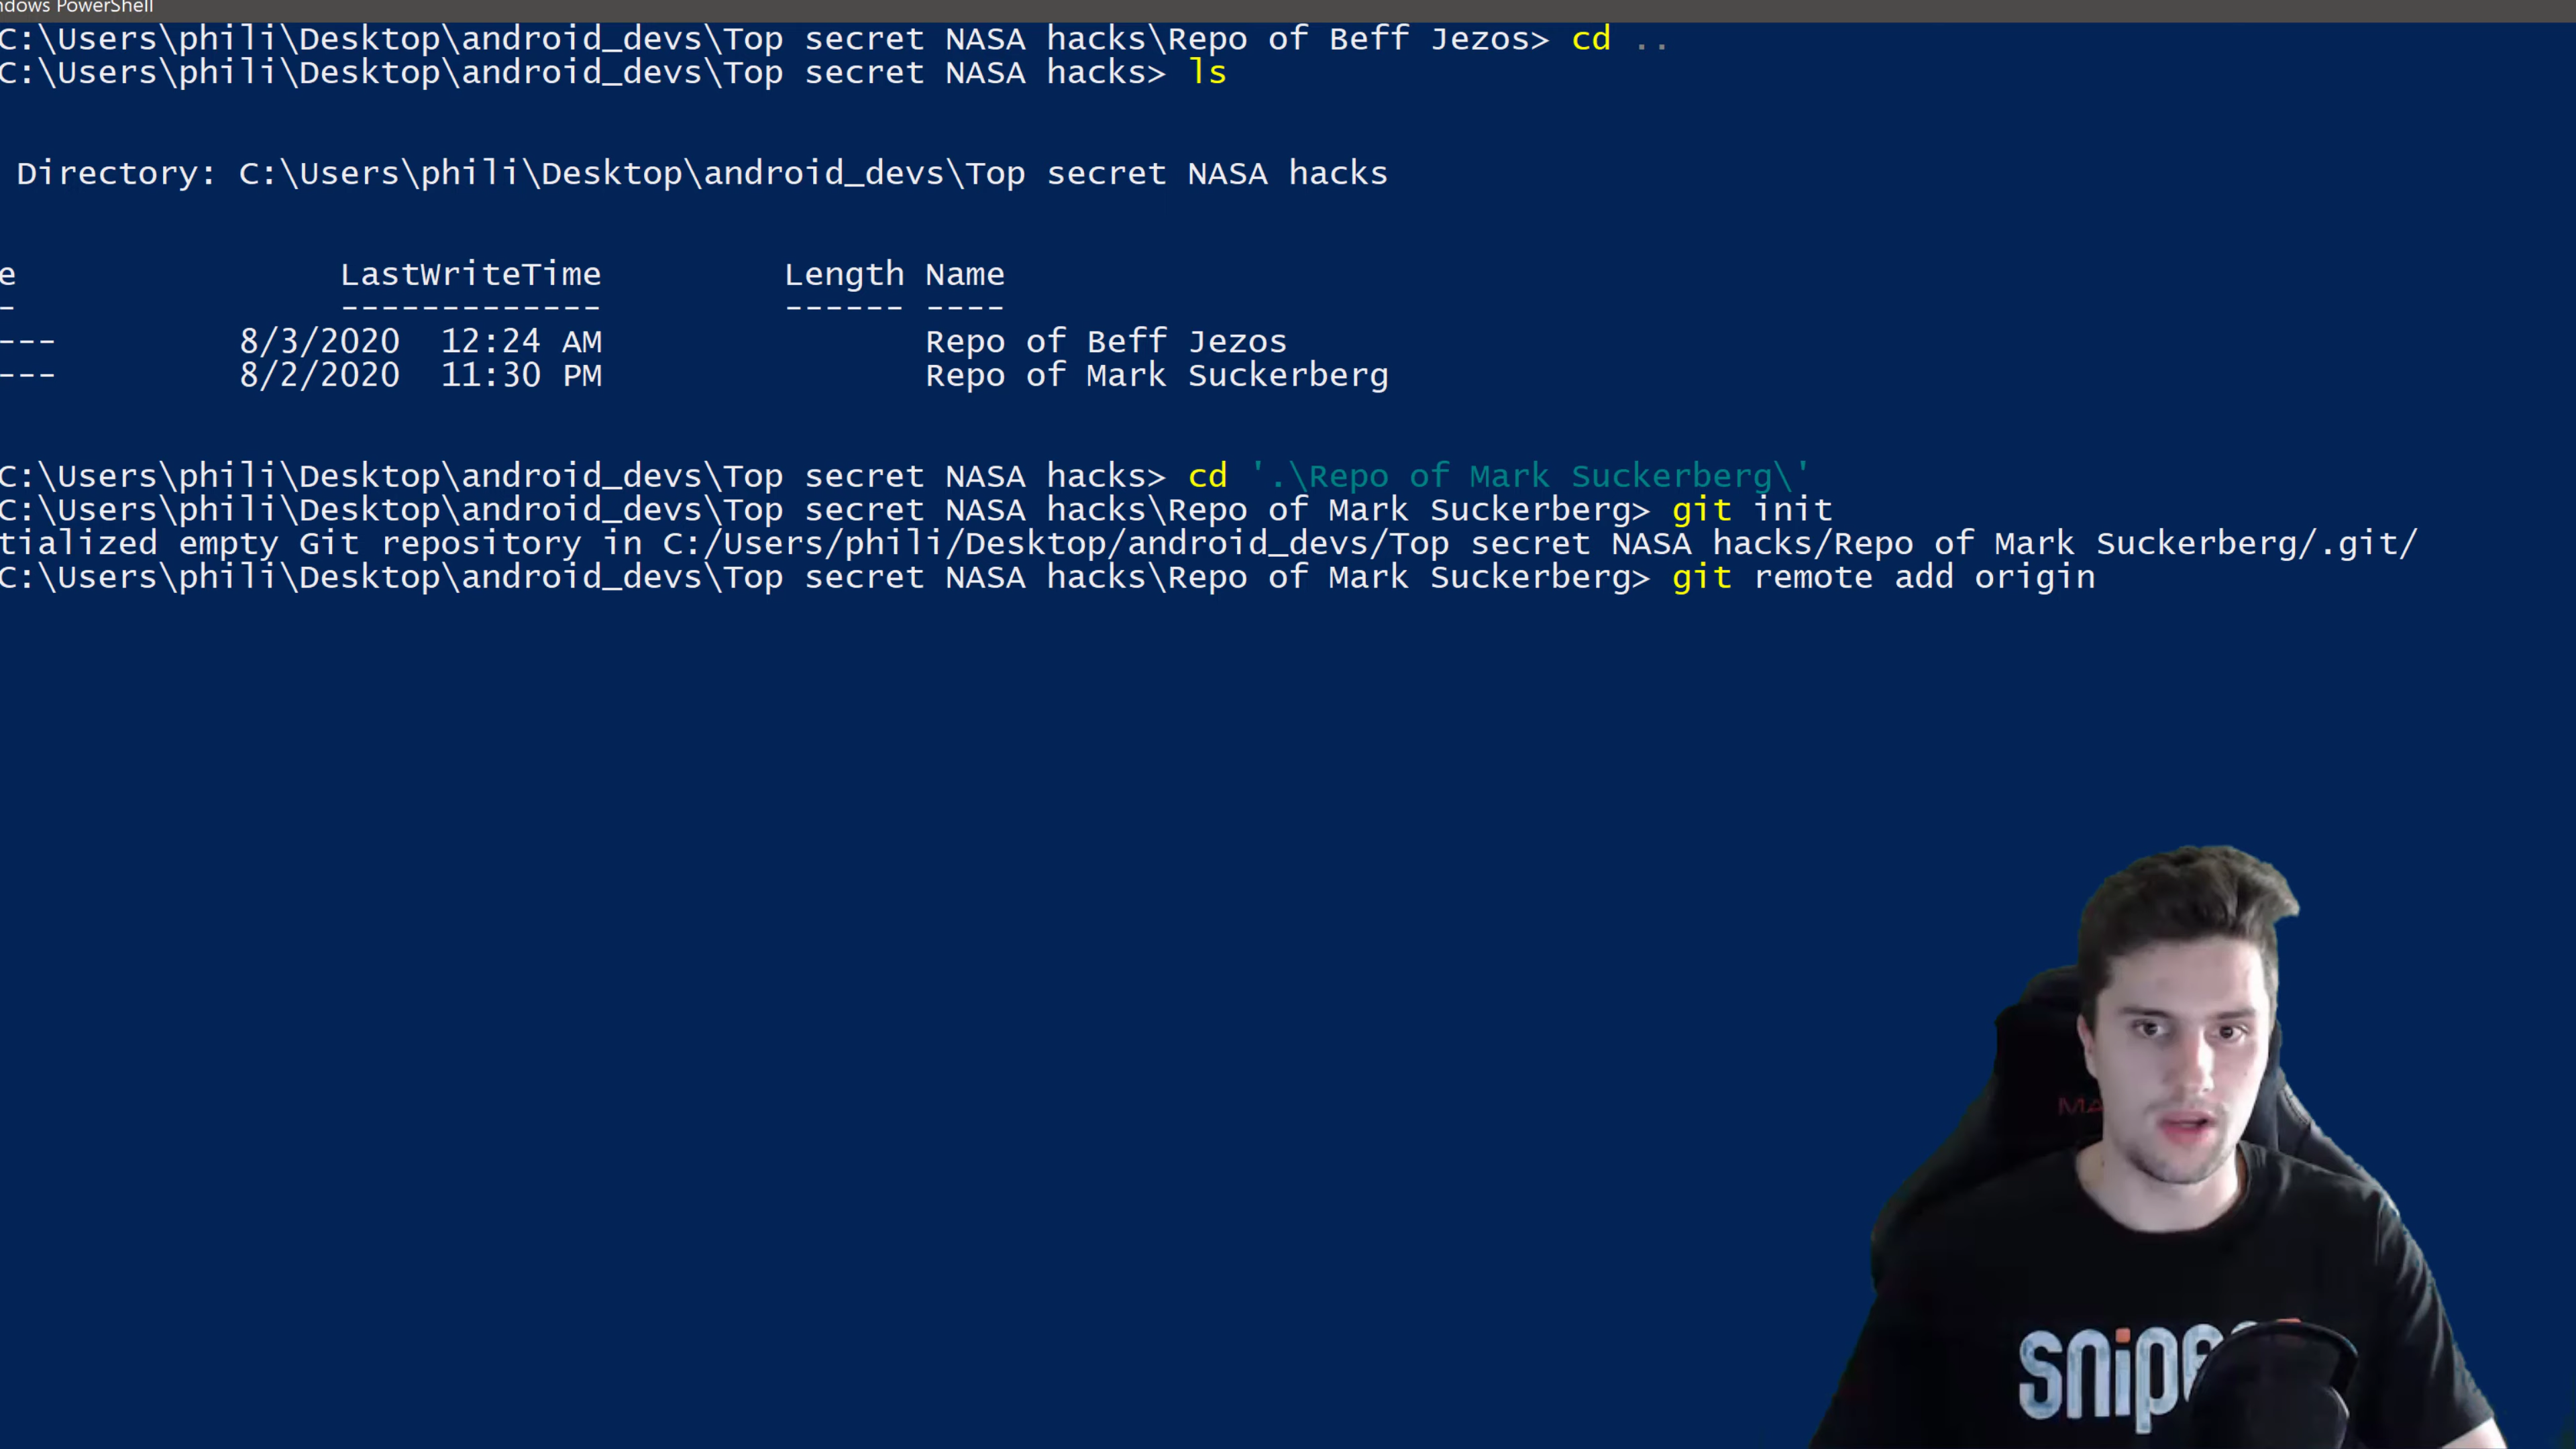 ndows PowerShell
C:\Users\phili\Desktop\android_devs\Top secret NASA hacks\Repo of Beff Jezos> cd ..
C:\Users\phili\Desktop\android_devs\Top secret NASA hacks> ls
Directory: C:\Users\phili\Desktop\android_devs\Top secret NASA hacks
e LastWriteTime Length Name
- ------------- ------ ----
--- 8/3/2020 12:24 AM Repo of Beff Jezos
--- 8/2/2020 11:30 PM Repo of Mark Suckerberg
C:\Users\phili\Desktop\android_devs\Top secret NASA hacks> cd '.\Repo of Mark Suckerberg\'
C:\Users\phili\Desktop\android_devs\Top secret NASA hacks\Repo of Mark Suckerberg> git init
tialized empty Git repository in C:/Users/phili/Desktop/android_devs/Top secret NASA hacks/Repo of Mark Suckerberg/.git/
C:\Users\phili\Desktop\android_devs\Top secret NASA hacks\Repo of Mark Suckerberg> git remote add origin